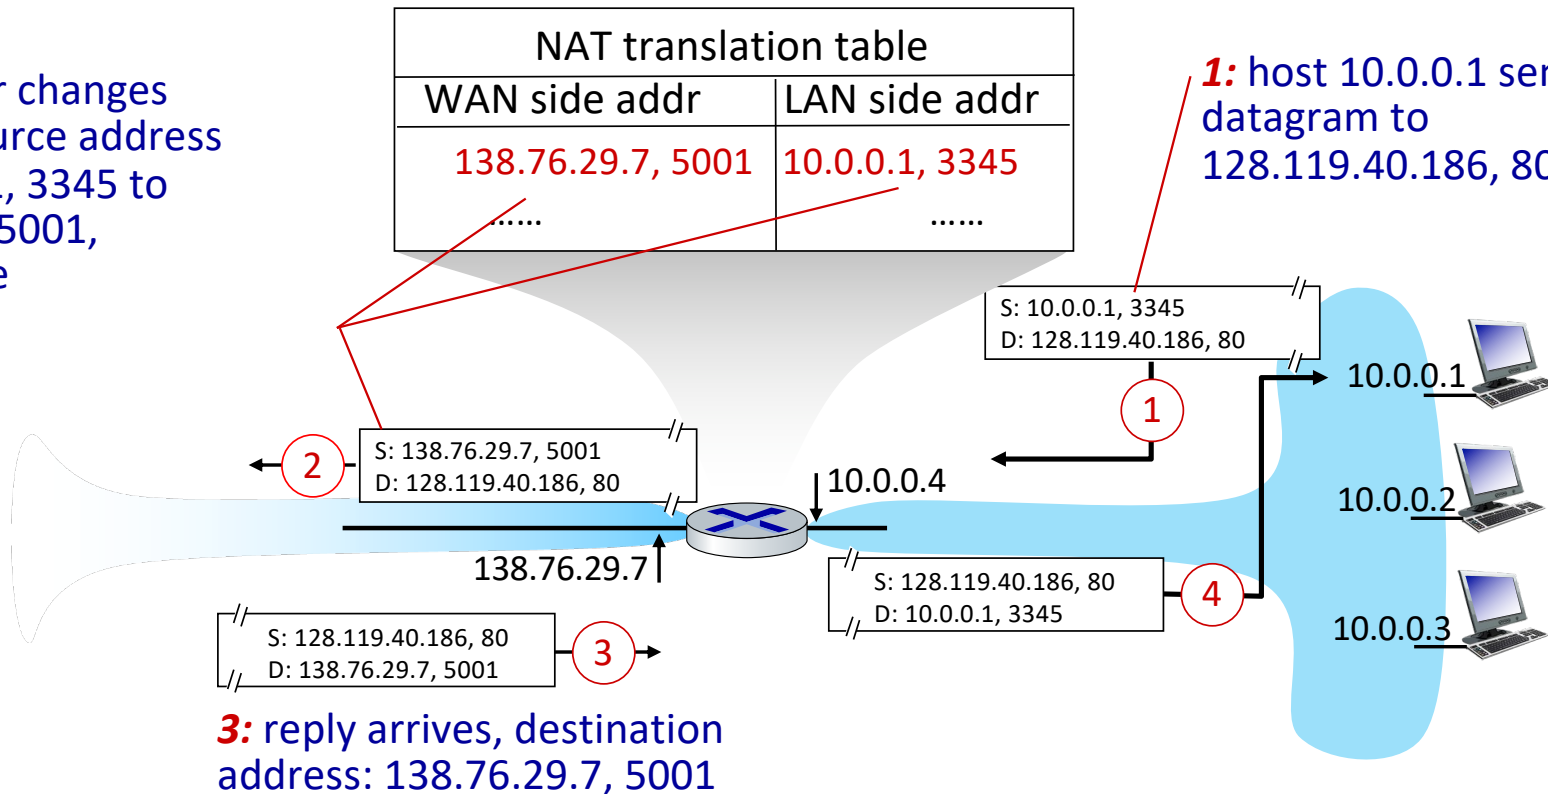 NAT translation table
WAN side addr LAN side addr
138.76.29.7, 5001 10.0.0.1, 3345
...... ......
changes
address
3345 to
5001,
1: host 10.0.0.1
datagram to
128.119.40.186, 80
S: 10.0.0.1, 3345
D: 128.119.40.186, 80
1
10.0.0.1
2
S: 138.76.29.7, 5001
D: 128.119.40.186, 80
10.0.0.4
10.0.0.2
138.76.29.7
S: 128.119.40.186, 80
D: 10.0.0.1, 3345
4
10.0.0.3
S: 128.119.40.186, 80
D: 138.76.29.7, 5001
3
3: reply arrives, destination
address: 138.76.29.7, 5001